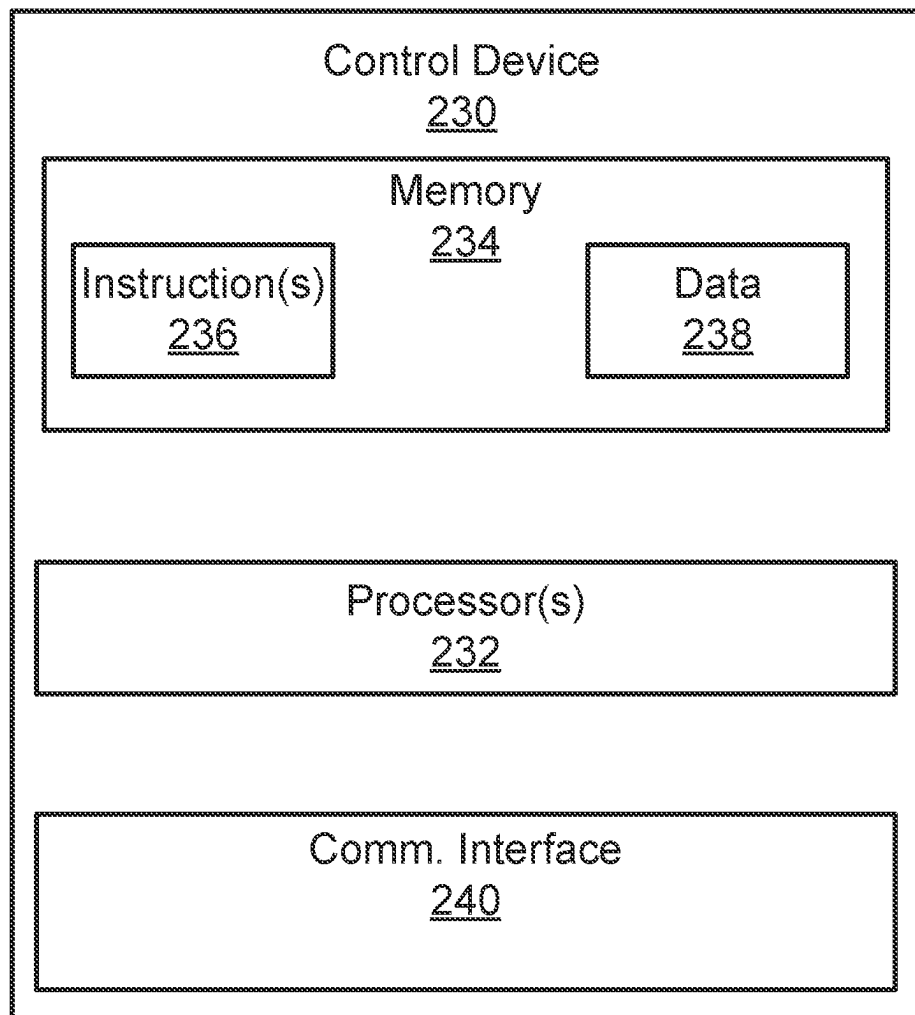 Control Device
230
Memory
234
Instruction(s)
236
Data
238
Processor(s)
232
Comm. Interface
240